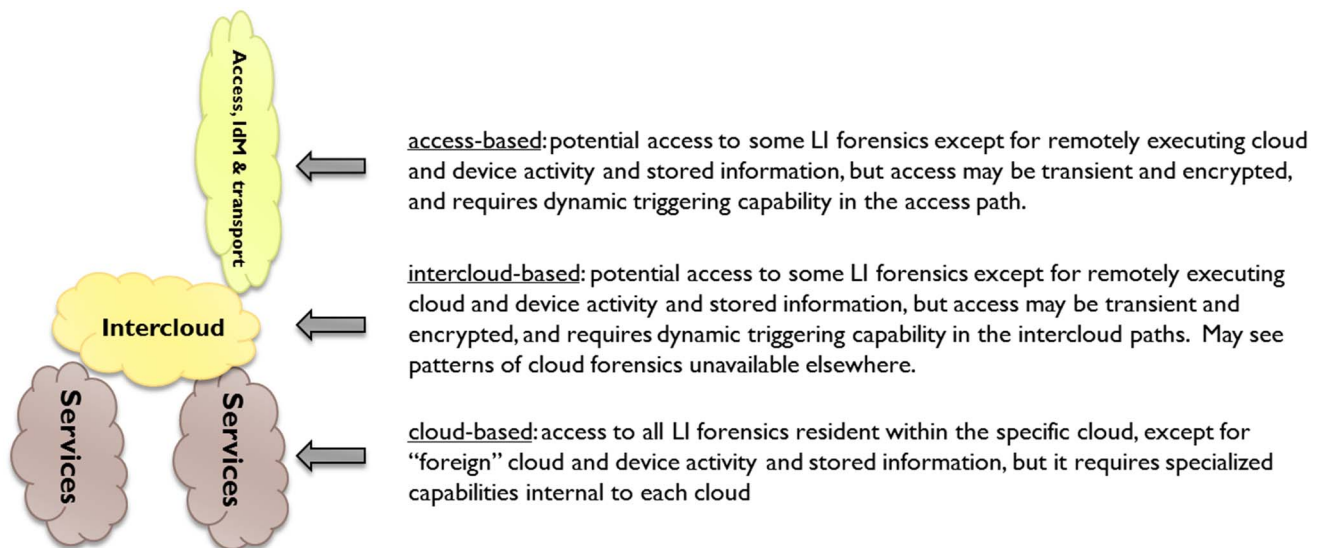 Access, IdM & transport
access-based: potential access to some LI forensics except for remotely executing cloud
and device activity and stored information, but access may be transient and encrypted,
and requires dynamic triggering capability in the access path.
Intercloud
intercloud-based: potential access to some LI forensics except for remotely executing
cloud and device activity and stored information, but access may be transient and
encrypted, and requires dynamic triggering capability in the intercloud paths.  May see
patterns of cloud forensics unavailable elsewhere.
Services
Services
cloud-based: access to all LI forensics resident within the specific cloud, except for
“foreign” cloud and device activity and stored information, but it requires specialized
capabilities internal to each cloud